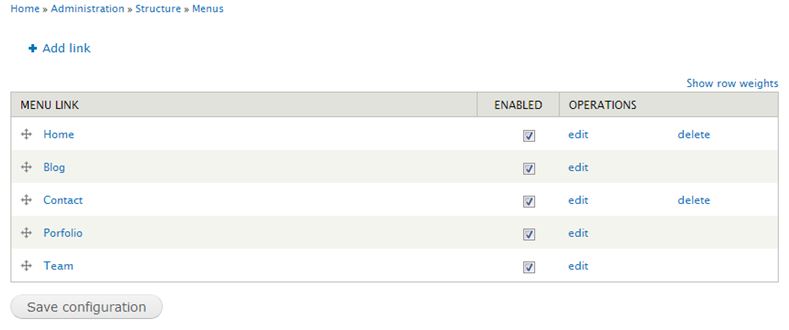 Home » Administration » Structure » Menus
Add link
Show row weights
MENU LINK ENABLED OPERATIONS
Home edit delete
Blog edit
Contact edit delete
Porfolio edit
Team edit
Save configuration